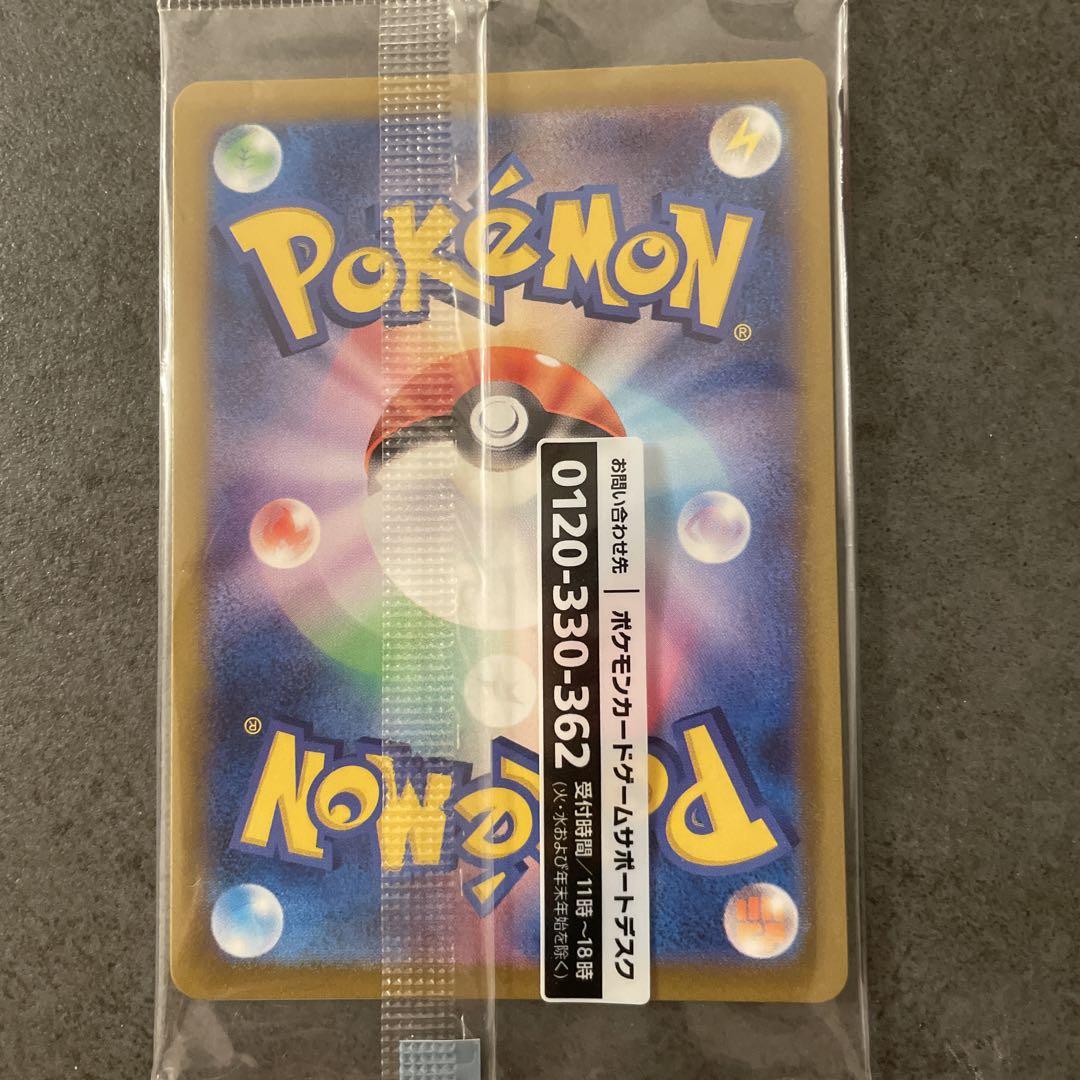 POKéMON
®
お問い合わせ先 | ポケモンカードゲームサポートデスク
0120-330-362 受付時間/11時~18時
(火・水および年末年始を除く)
®
POKéMON